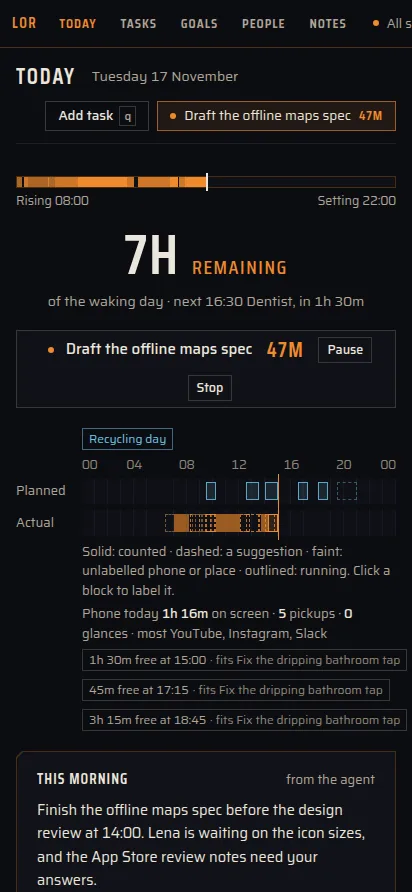 LOR TODAY TASKS GOALS PEOPLE NOTES • All s
TODAY Tuesday 17 November
Add task q • Draft the offline maps spec 47M
Rising 08:00 Setting 22:00
7H REMAINING
of the waking day · next 16:30 Dentist, in 1h 30m
• Draft the offline maps spec 47M Pause
Stop
Recycling day
00 04 08 12 16 20 00
Planned
Actual
Solid: counted · dashed: a suggestion · faint:
unlabelled phone or place · outlined: running. Click a
block to label it.
Phone today 1h 16m on screen · 5 pickups · 0
glances · most YouTube, Instagram, Slack
1h 30m free at 15:00 · fits Fix the dripping bathroom tap
45m free at 17:15 · fits Fix the dripping bathroom tap
3h 15m free at 18:45 · fits Fix the dripping bathroom tap
THIS MORNING from the agent
Finish the offline maps spec before the design
review at 14:00. Lena is waiting on the icon sizes,
and the App Store review notes need your
answers.